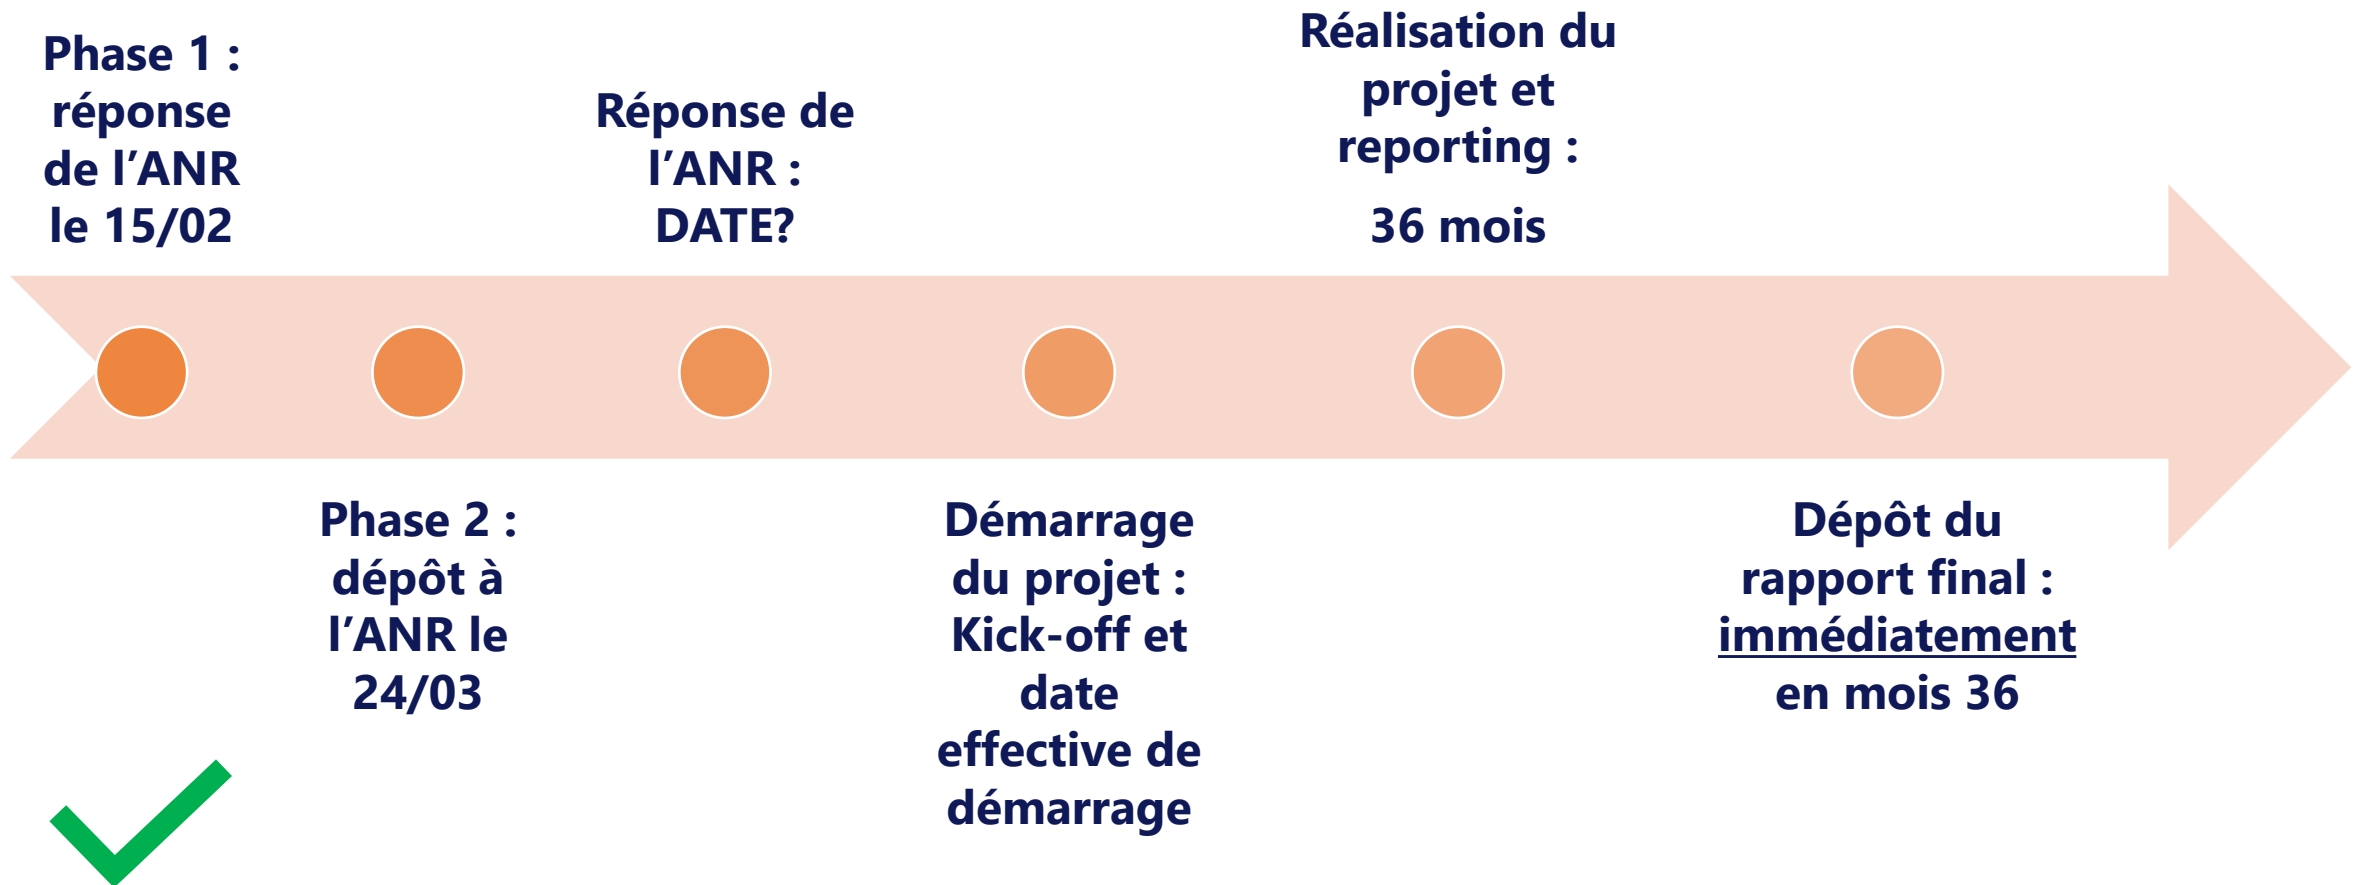 Phase 1 :
réponse
de l’ANR
le 15/02
Phase 2 :
dépôt à
l’ANR le
24/03
Réponse de
l’ANR :
DATE?
Démarrage
du projet :
Kick-off et
date
effective de
démarrage
Réalisation du
projet et
reporting :
36 mois
Dépôt du
rapport final :
immédiatement
en mois 36